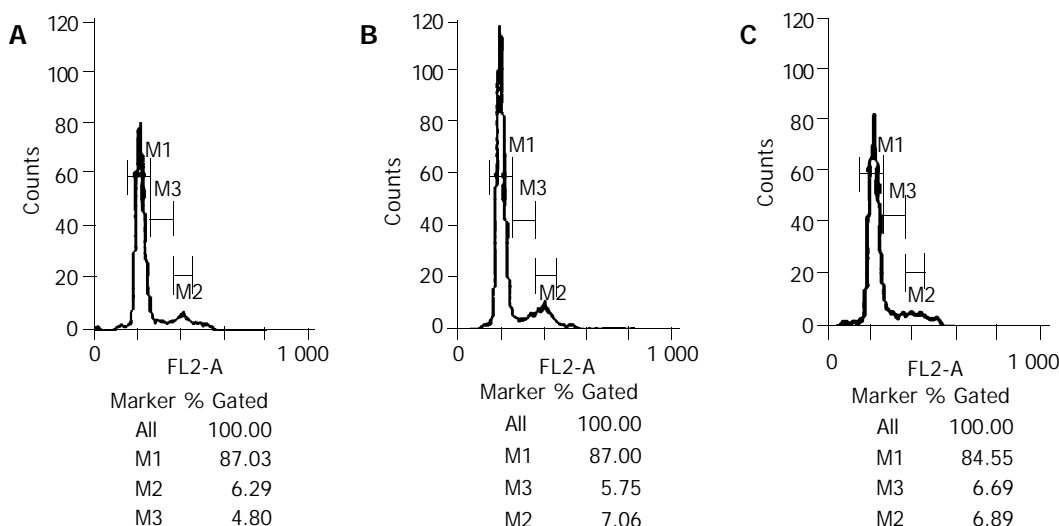 A
120
100
80
60
40
20
0
Counts
M1
M3
M2
0
1 000
FL2-A
Marker % Gated
All 100.00
M1 87.03
M2 6.29
M3 4.80
B
120
100
80
60
40
20
0
Counts
M1
M3
M2
0
1 000
FL2-A
Marker % Gated
All 100.00
M1 87.00
M3 5.75
M2 7.06
C
120
100
80
60
40
20
0
Counts
M1
M3
M2
0
1 000
FL2-A
Marker % Gated
All 100.00
M1 84.55
M3 6.69
M2 6.89